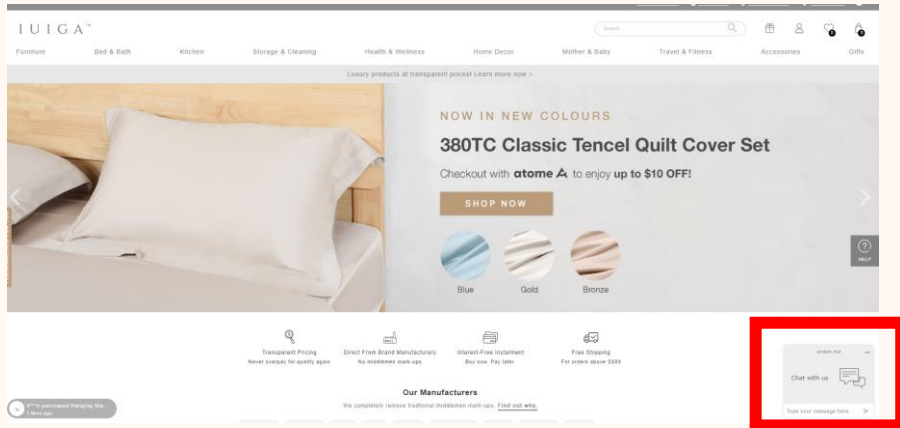 IUIGA™
Search...
Furniture Bed & Bath Kitchen Storage & Cleaning Health & Wellness Home Decor Mother & Baby Travel & Fitness Accessories Gifts
Luxury products at transparent prices! Learn more now >
NOW IN NEW COLOURS
380TC Classic Tencel Quilt Cover Set
Checkout with atome to enjoy up to $10 OFF!
SHOP NOW
HELP
Blue Gold Bronze
Transparent Pricing Direct From Brand Manufacturers Interest-Free Instalment Free Shipping
Never overpay for quality again No middlemen mark-ups Buy now, Pay later
For orders above
Our Manufacturers
We completely remove traditional middlemen mark-ups. Find out why.
Chat with us
Type your message here
purchased Hanging
ago